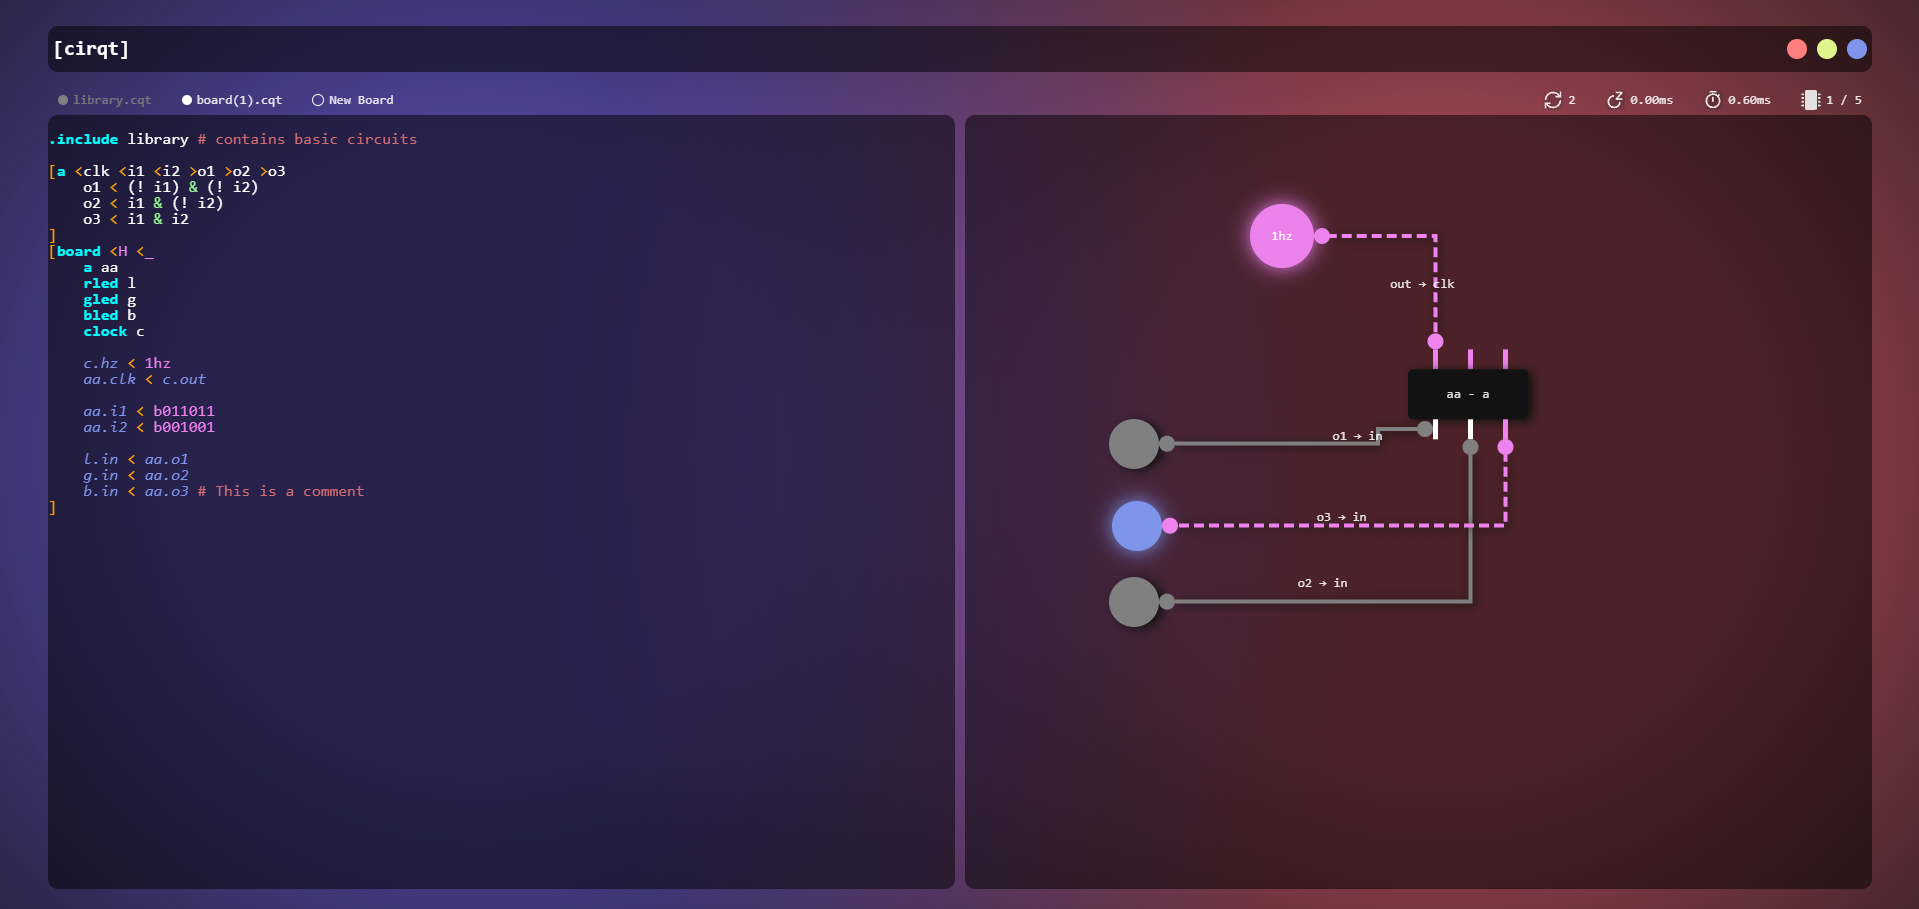 [cirqt]
library.cqt board(1).cqt New Board 2 0.00ms 0.60ms 1 / 5
.include library # contains basic circuits
[a <clk <i1 <i2 >o1 >o2 >o3
o1 < (! i1) & (! i2)
o2 < i1 & (! i2)
o3 < i1 & i2
]
[board <H <_
a aa
rled l
gled g
bled b
clock c
c.hz < 1hz
aa.clk < c.out
aa.i1 < b011011
aa.i2 < b001001
l.in < aa.o1
g.in < aa.o2
b.in < aa.o3 # This is a comment
]
1hz
out → clk
aa - a
o1 → in
o3 → in
o2 → in